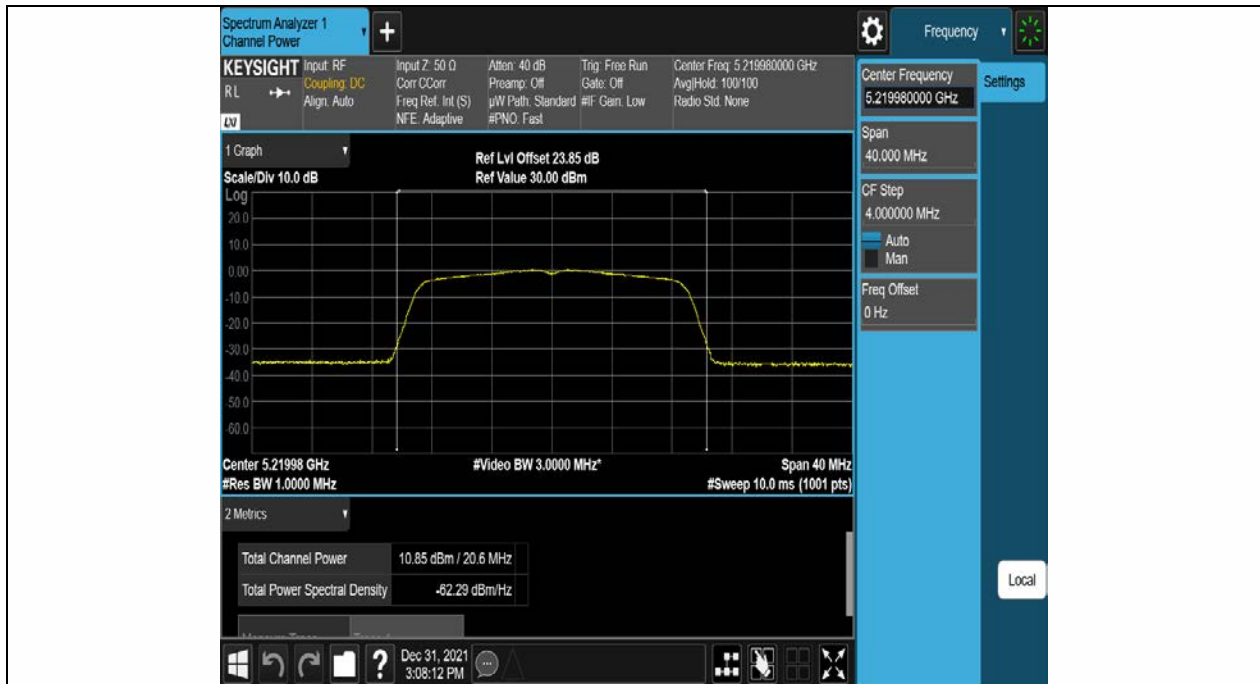 Spectrum Analyzer 1
Channel Power
+
Frequency
KEYSIGHT
RL
LXI
Input: RF
Coupling: DC
Align: Auto
Input Z: 50 Ω
Corr CCorr
Freq Ref: Int (S)
NFE: Adaptive
Atten: 40 dB
Preamp: Off
µW Path: Standard
#PNO: Fast
Trig: Free Run
Gate: Off
#IF Gain: Low
Center Freq: 5.219980000 GHz
Avg|Hold: 100/100
Radio Std: None
Center Frequency
5.219980000 GHz
Settings
Span
40.000 MHz
CF Step
4.000000 MHz
Auto
Man
Freq Offset
0 Hz
Local
1 Graph
Scale/Div 10.0 dB
Ref Lvl Offset 23.85 dB
Ref Value 30.00 dBm
Log
20.0
10.0
0.00
-10.0
-20.0
-30.0
-40.0
-50.0
-60.0
Center 5.21998 GHz
#Res BW 1.0000 MHz
#Video BW 3.0000 MHz*
Span 40 MHz
#Sweep 10.0 ms (1001 pts)
2 Metrics
Total Channel Power 10.85 dBm / 20.6 MHz
Total Power Spectral Density -62.29 dBm/Hz
?
Dec 31, 2021
3:08:12 PM